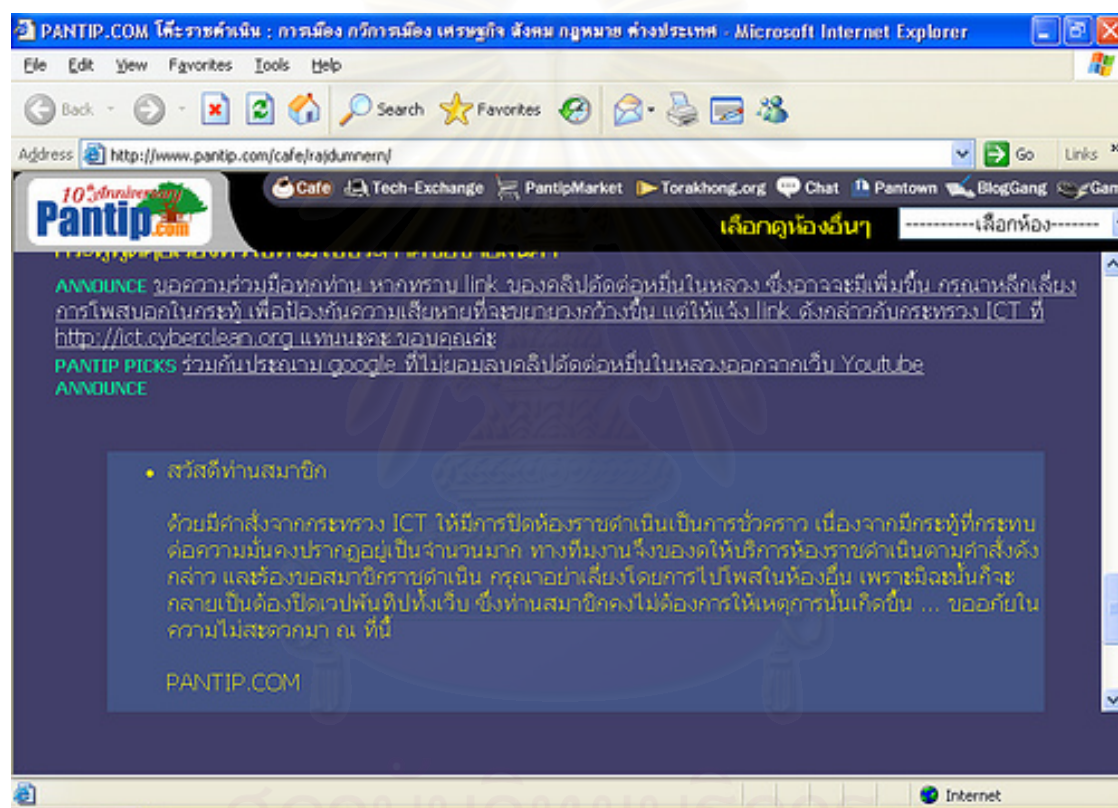 PANTIP.COM โต๊ะราชดำเนิน : การเมือง กวีการเมือง เศรษฐกิจ สังคม กฎหมาย ต่างประเทศ - Microsoft Internet Explorer
File Edit View Favorites Tools Help
Back Search Favorites
Address http://www.pantip.com/cafe/rajdumnern/ Go Links
10th Anniversary Cafe Tech-Exchange PantipMarket Torakhong.org Chat Pantown BlogGang Gam
Pantip.com เลือกดูห้องอื่นๆ ----------เลือกห้อง-------
ANNOUNCE ขอความร่วมมือทุกท่าน หากทราบ link ของคลิปตัดต่อหมิ่นในหลวง ซึ่งอาจจะมีเพิ่มขึ้น กรุณาหลีกเลี่ยง
การโพสบอกในกระทู้ เพื่อป้องกันความเสียหายที่จะขยายวงกว้างขึ้น แต่ให้แจ้ง link ดังกล่าวกับกระทรวง ICT ที่
http://ict.cyberclean.org แทนนะคะ ขอบคุณค่ะ
PANTIP PICKS ร่วมกันประณาม google ที่ไม่ยอมลบคลิปตัดต่อหมิ่นในหลวงออกจากเว็บ Youtube
ANNOUNCE
• สวัสดีท่านสมาชิก
ด้วยมีคำสั่งจากกระทรวง ICT ให้มีการปิดห้องราชดำเนินเป็นการชั่วคราว เนื่องจากมีกระทู้ที่กระทบ
ต่อความมั่นคงปรากฏอยู่เป็นจำนวนมาก ทางทีมงานจึงของดให้บริการห้องราชดำเนินตามคำสั่งดัง
กล่าว และร้องขอสมาชิกราชดำเนิน กรุณาอย่าเลี่ยงโดยการไปโพสในห้องอื่น เพราะมิฉะนั้นก็จะ
กลายเป็นต้องปิดเวปพันทิปทั้งเว็บ ซึ่งท่านสมาชิกคงไม่ต้องการให้เหตุการนั้นเกิดขึ้น ... ขออภัยใน
ความไม่สะดวกมา ณ ที่นี้
PANTIP.COM
Internet